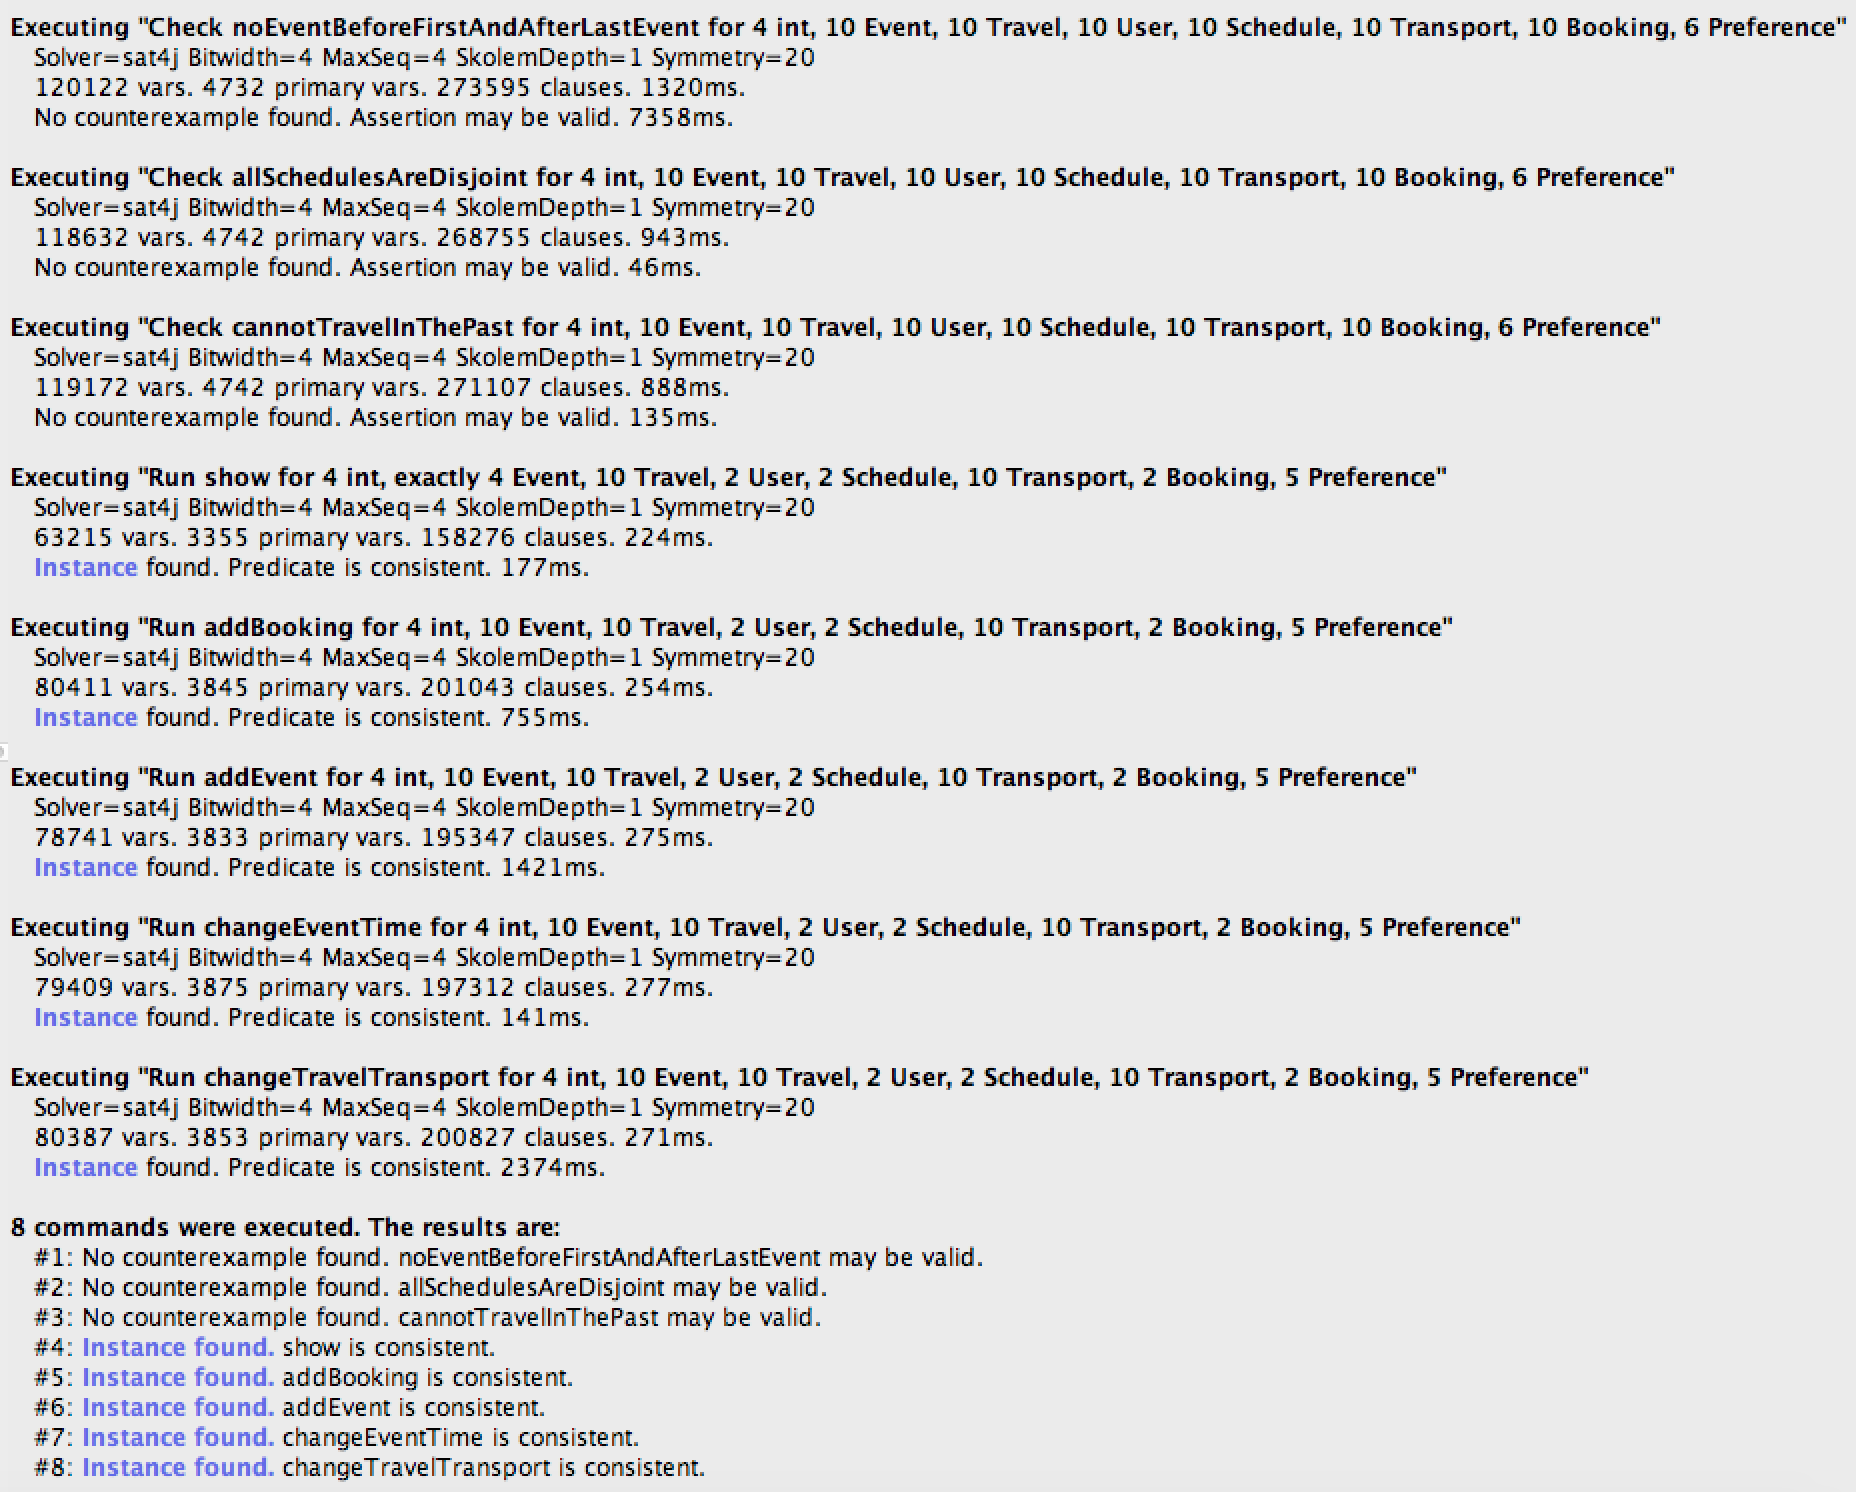 Executing "Check noEventBeforeFirstAndAfterLastEvent for 4 int, 10 Event, 10 Travel, 10 User, 10 Schedule, 10 Transport, 10 Booking, 6 Preference"
Solver=sat4j Bitwidth=4 MaxSeq=4 SkolemDepth=1 Symmetry=20
120122 vars. 4732 primary vars. 273595 clauses. 1320ms.
No counterexample found. Assertion may be valid. 7358ms.
Executing "Check allSchedulesAreDisjoint for 4 int, 10 Event, 10 Travel, 10 User, 10 Schedule, 10 Transport, 10 Booking, 6 Preference"
Solver=sat4j Bitwidth=4 MaxSeq=4 SkolemDepth=1 Symmetry=20
118632 vars. 4742 primary vars. 268755 clauses. 943ms.
No counterexample found. Assertion may be valid. 46ms.
Executing "Check cannotTravelInThePast for 4 int, 10 Event, 10 Travel, 10 User, 10 Schedule, 10 Transport, 10 Booking, 6 Preference"
Solver=sat4j Bitwidth=4 MaxSeq=4 SkolemDepth=1 Symmetry=20
119172 vars. 4742 primary vars. 271107 clauses. 888ms.
No counterexample found. Assertion may be valid. 135ms.
Executing "Run show for 4 int, exactly 4 Event, 10 Travel, 2 User, 2 Schedule, 10 Transport, 2 Booking, 5 Preference"
Solver=sat4j Bitwidth=4 MaxSeq=4 SkolemDepth=1 Symmetry=20
63215 vars. 3355 primary vars. 158276 clauses. 224ms.
Instance found. Predicate is consistent. 177ms.
Executing "Run addBooking for 4 int, 10 Event, 10 Travel, 2 User, 2 Schedule, 10 Transport, 2 Booking, 5 Preference"
Solver=sat4j Bitwidth=4 MaxSeq=4 SkolemDepth=1 Symmetry=20
80411 vars. 3845 primary vars. 201043 clauses. 254ms.
Instance found. Predicate is consistent. 755ms.
Executing "Run addEvent for 4 int, 10 Event, 10 Travel, 2 User, 2 Schedule, 10 Transport, 2 Booking, 5 Preference"
Solver=sat4j Bitwidth=4 MaxSeq=4 SkolemDepth=1 Symmetry=20
78741 vars. 3833 primary vars. 195347 clauses. 275ms.
Instance found. Predicate is consistent. 1421ms.
Executing "Run changeEventTime for 4 int, 10 Event, 10 Travel, 2 User, 2 Schedule, 10 Transport, 2 Booking, 5 Preference"
Solver=sat4j Bitwidth=4 MaxSeq=4 SkolemDepth=1 Symmetry=20
79409 vars. 3875 primary vars. 197312 clauses. 277ms.
Instance found. Predicate is consistent. 141ms.
Executing "Run changeTravelTransport for 4 int, 10 Event, 10 Travel, 2 User, 2 Schedule, 10 Transport, 2 Booking, 5 Preference"
Solver=sat4j Bitwidth=4 MaxSeq=4 SkolemDepth=1 Symmetry=20
80387 vars. 3853 primary vars. 200827 clauses. 271ms.
Instance found. Predicate is consistent. 2374ms.
8 commands were executed. The results are:
#1: No counterexample found. noEventBeforeFirstAndAfterLastEvent may be valid.
#2: No counterexample found. allSchedulesAreDisjoint may be valid.
#3: No counterexample found. cannotTravelInThePast may be valid.
#4: Instance found. show is consistent.
#5: Instance found. addBooking is consistent.
#6: Instance found. addEvent is consistent.
#7: Instance found. changeEventTime is consistent.
#8: Instance found. changeTravelTransport is consistent.